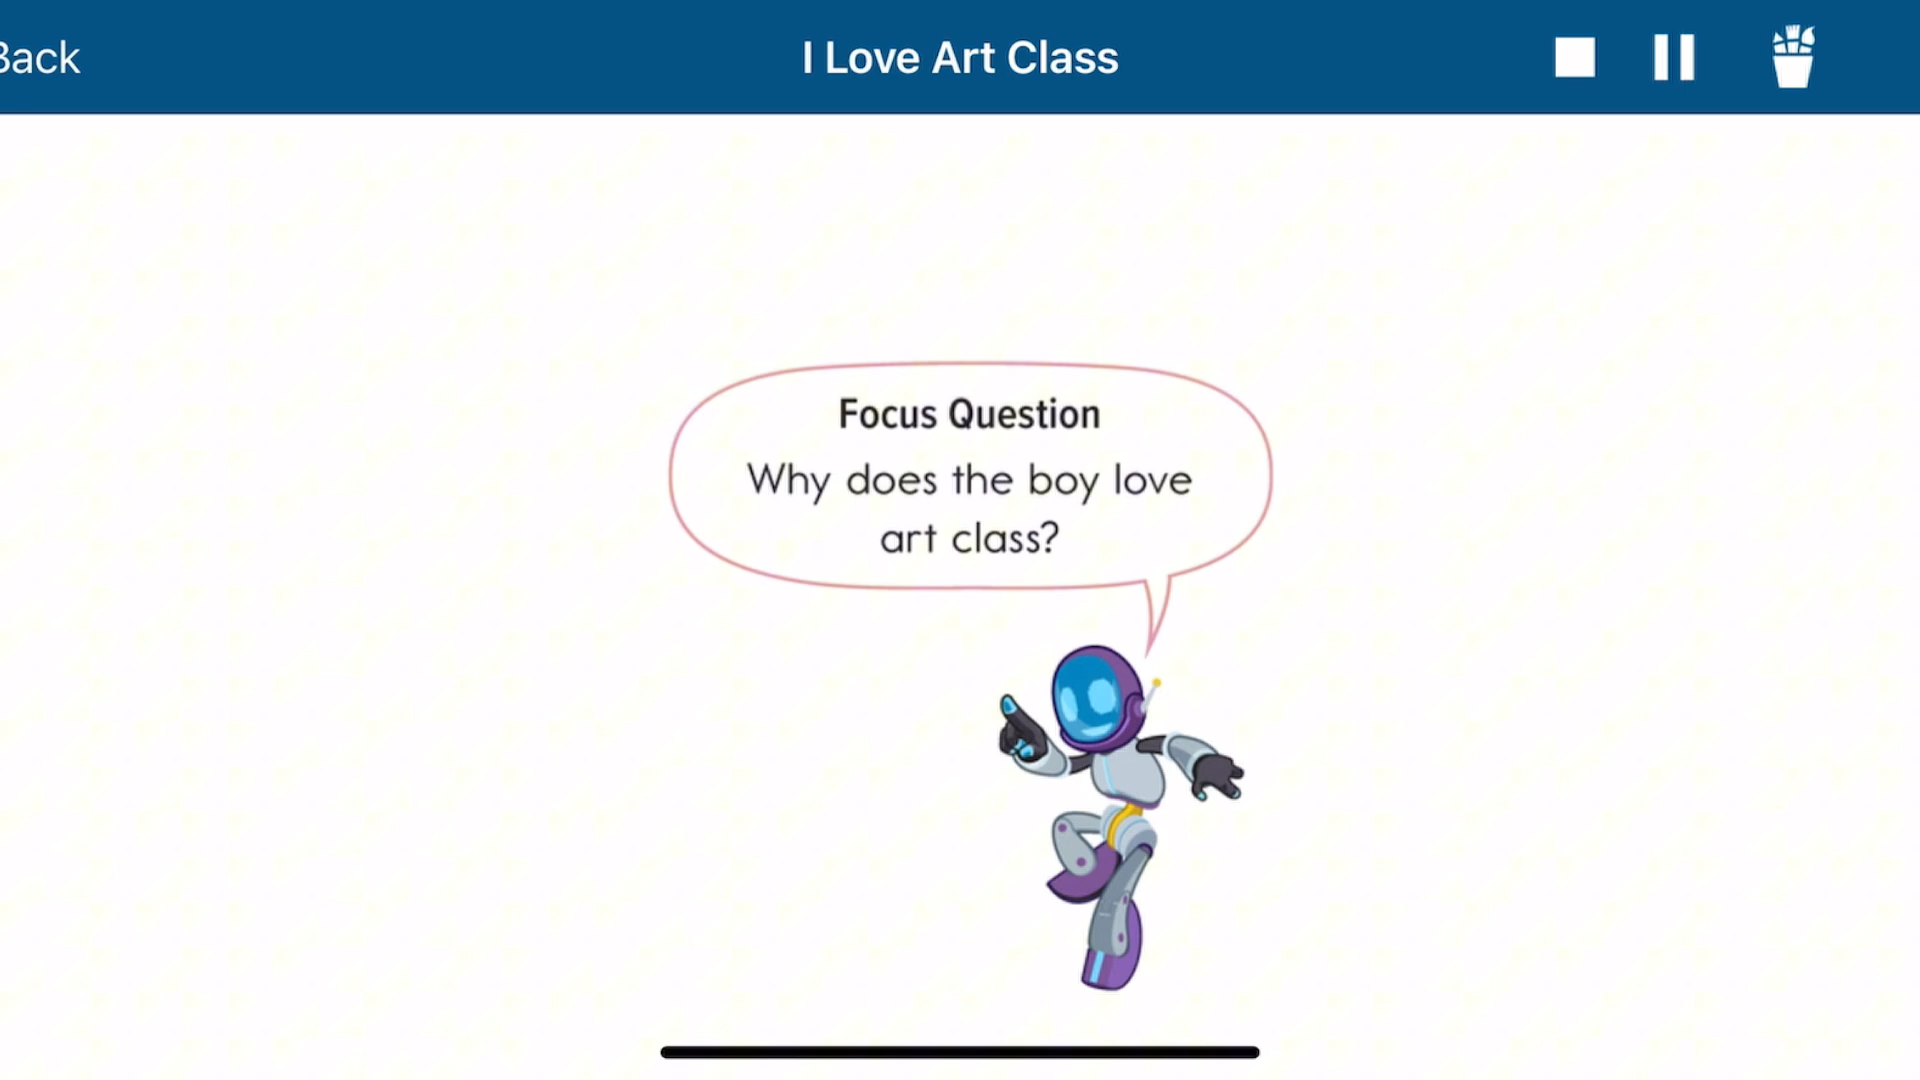 Back
I Love Art Class
Focus Question
Why does the boy love
art class?